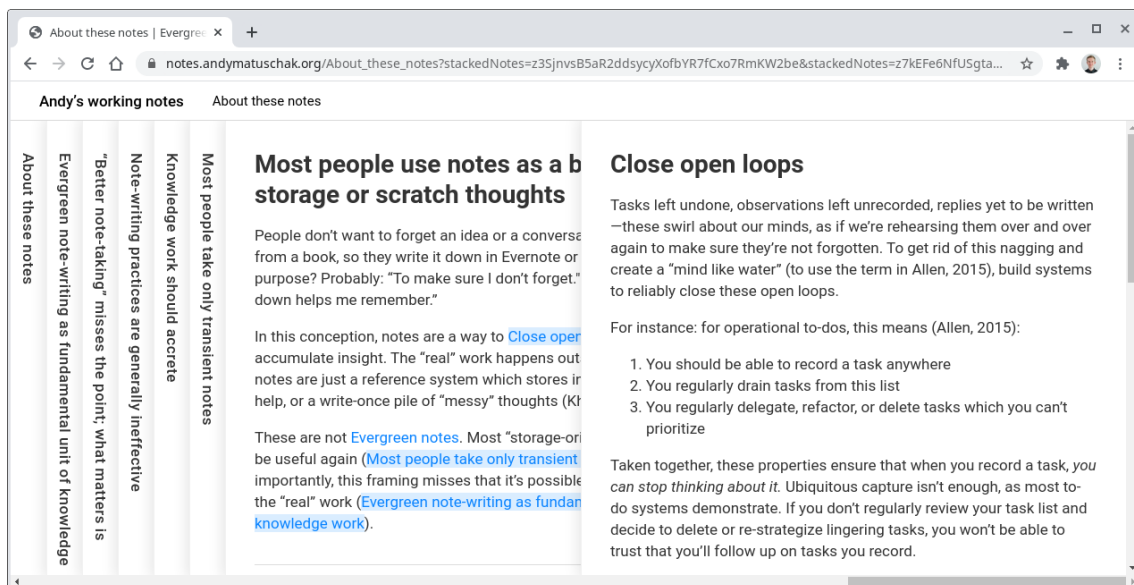 About these notes | Evergree
notes.andymatuschak.org/About_these_notes?stackedNotes=z3SjnvsB5aR2ddsycyXofbYR7fCxo7RmKW2be&stackedNotes=z7kEFe6NfUSgta...
Andy’s working notes
About these notes
About these notes
Evergreen note-writing as fundamental unit of knowledge
“Better note-taking” misses the point; what matters is
Note-writing practices are generally ineffective
Knowledge work should accrete
Most people take only transient notes
Most people use notes as a b
storage or scratch thoughts
People don’t want to forget an idea or a conversa
from a book, so they write it down in Evernote or
purpose? Probably: “To make sure I don’t forget."
down helps me remember.”
In this conception, notes are a way to Close open
accumulate insight. The “real” work happens out
notes are just a reference system which stores in
help, or a write-once pile of “messy” thoughts (Kh
These are not Evergreen notes. Most “storage-ori
be useful again (Most people take only transient
importantly, this framing misses that it’s possible
the “real” work (Evergreen note-writing as fundan
knowledge work).
Close open loops
Tasks left undone, observations left unrecorded, replies yet to be written
—these swirl about our minds, as if we’re rehearsing them over and over
again to make sure they’re not forgotten. To get rid of this nagging and
create a “mind like water” (to use the term in Allen, 2015), build systems
to reliably close these open loops.
For instance: for operational to-dos, this means (Allen, 2015):
1. You should be able to record a task anywhere
2. You regularly drain tasks from this list
3. You regularly delegate, refactor, or delete tasks which you can’t
prioritize
Taken together, these properties ensure that when you record a task, you
can stop thinking about it. Ubiquitous capture isn’t enough, as most to-
do systems demonstrate. If you don’t regularly review your task list and
decide to delete or re-strategize lingering tasks, you won’t be able to
trust that you’ll follow up on tasks you record.